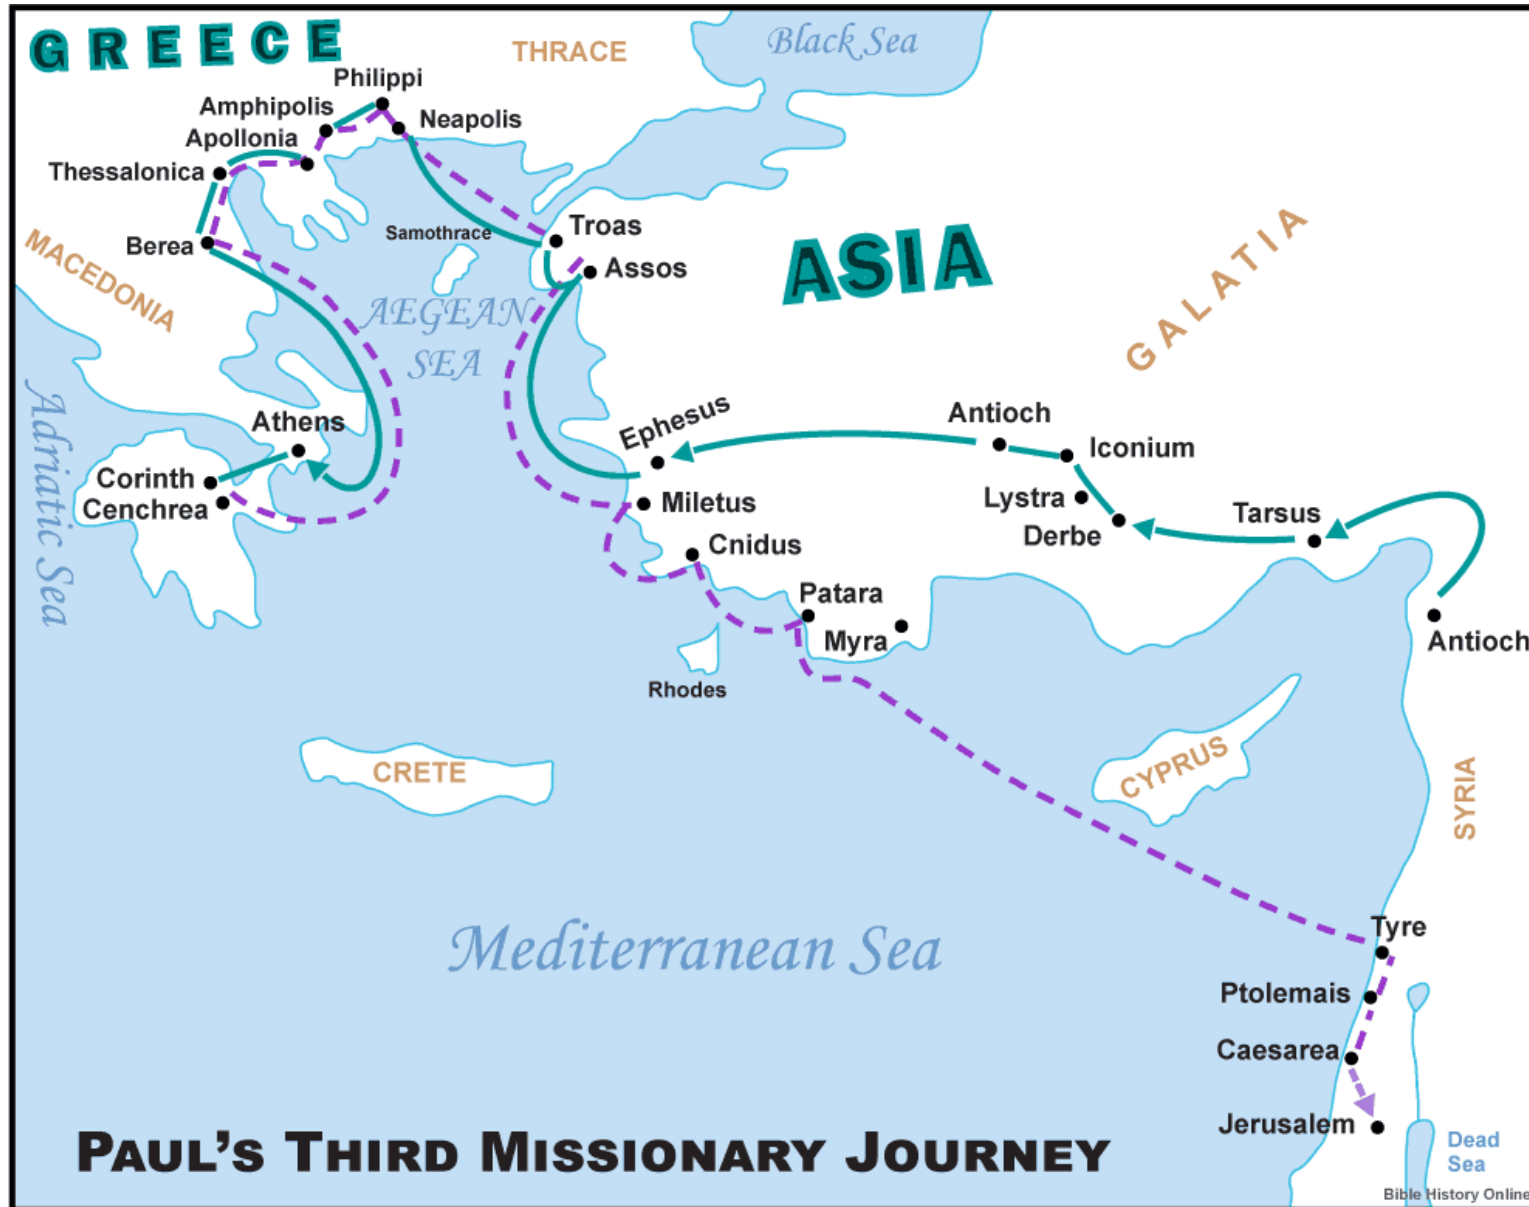 GREECE
THRACE
Black Sea
Philippi
Amphipolis
Neapolis
Apollonia
Thessalonica
Samothrace
Troas
Berea
Assos
MACEDONIA
ASIA
GALATIA
AEGEAN
SEA
Adriatic Sea
Athens
Ephesus
Antioch
Iconium
Corinth
Cenchrea
Miletus
Lystra
Derbe
Tarsus
Cnidus
Patara
Myra
Antioch
Rhodes
CRETE
CYPRUS
SYRIA
Mediterranean Sea
Tyre
Ptolemais
Caesarea
Jerusalem
PAUL'S THIRD MISSIONARY JOURNEY
Dead
Sea
Bible History Online